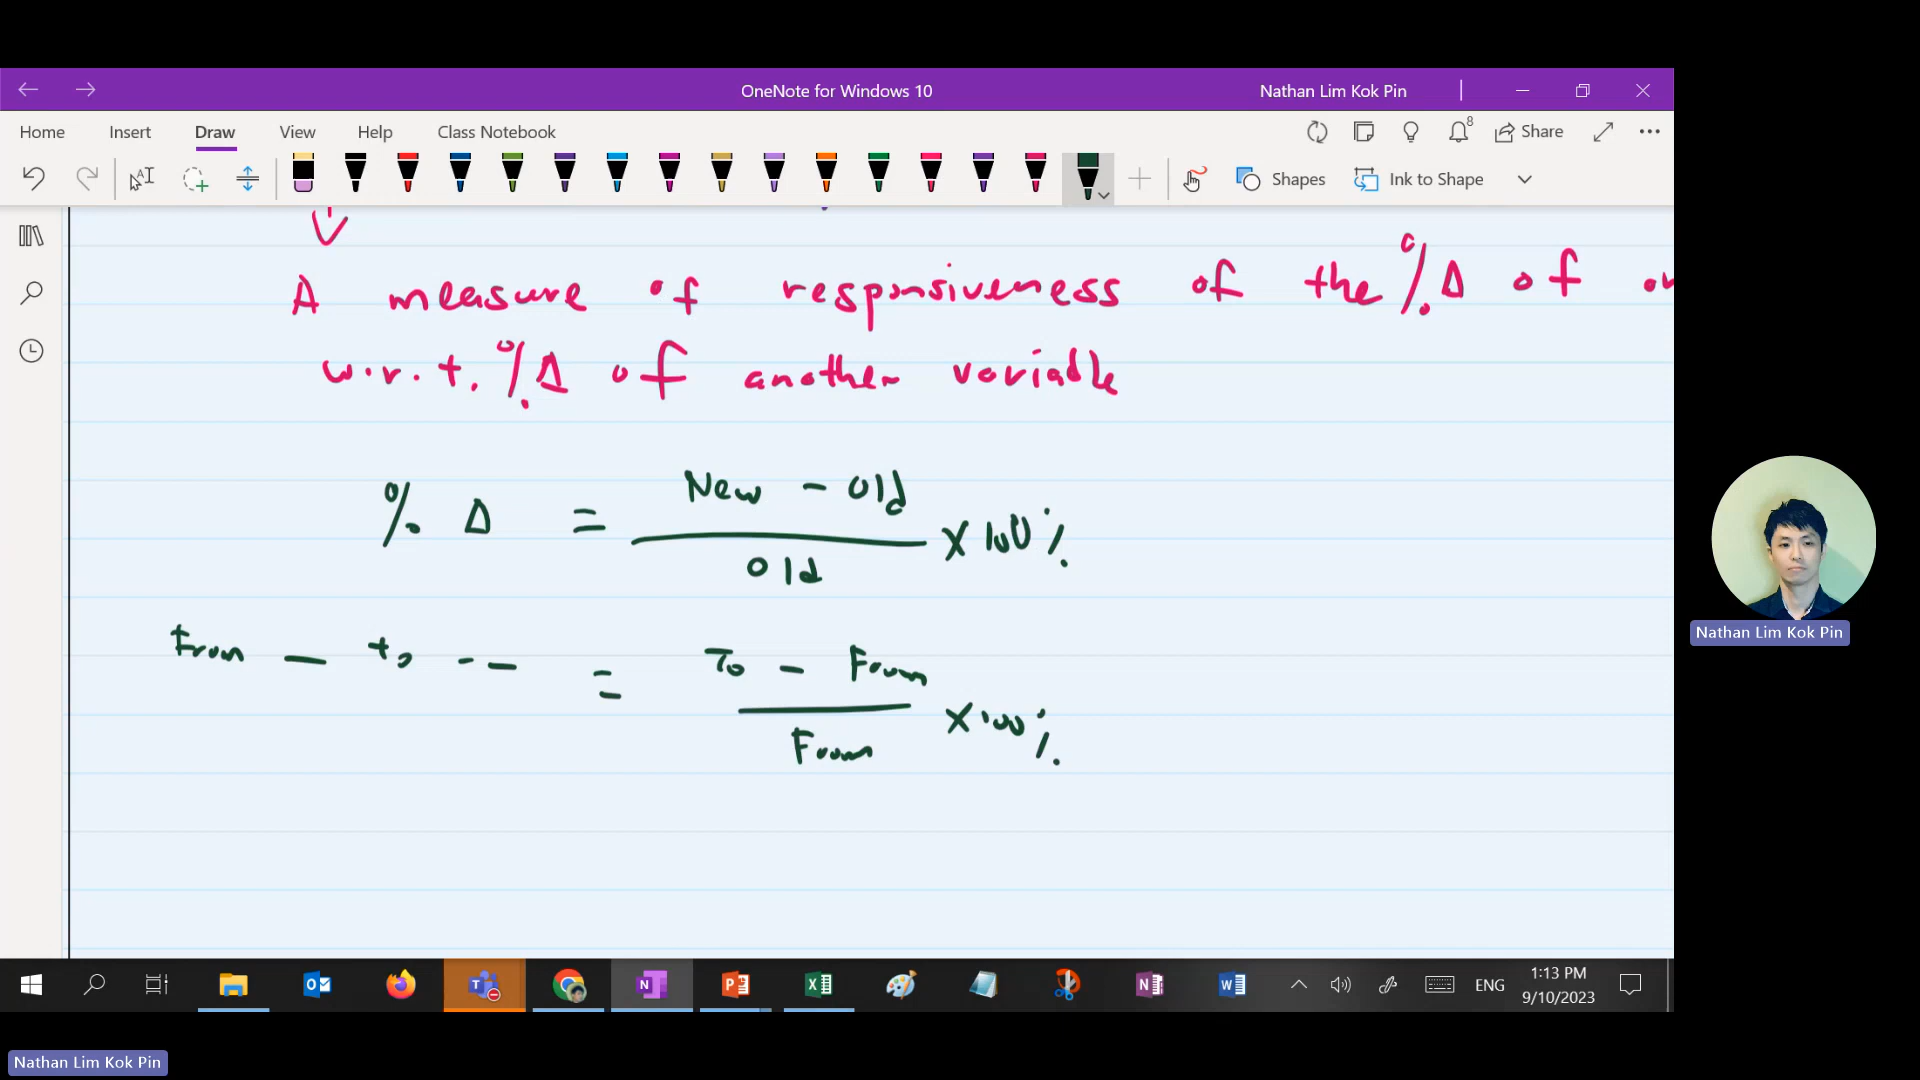 OneNote for Windows 10
Nathan Lim Kok Pin
Home Insert Draw View Help Class Notebook
8 Share
Shapes Ink to Shape
A measure of responsiveness of the %Δ of
w.r.t. %Δ of another variable
% Δ = New - Old
Old
x 100%
From — to -— = To - From
From
x 100%
Nathan Lim Kok Pin
ENG
1:13 PM
9/10/2023
Nathan Lim Kok Pin